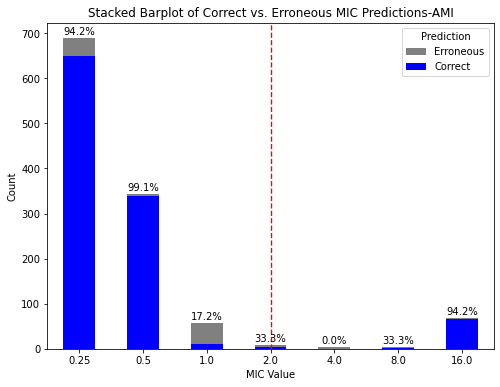 Stacked Barplot of Correct vs. Erroneous MIC Predictions-AMI
Prediction
Erroneous
Correct
94.2%
99.1%
17.2%
33.3%
0.0%
33.3%
94.2%
700
600
500
400
300
200
100
0
Count
0.25 0.5 1.0 2.0 4.0 8.0 16.0
MIC Value